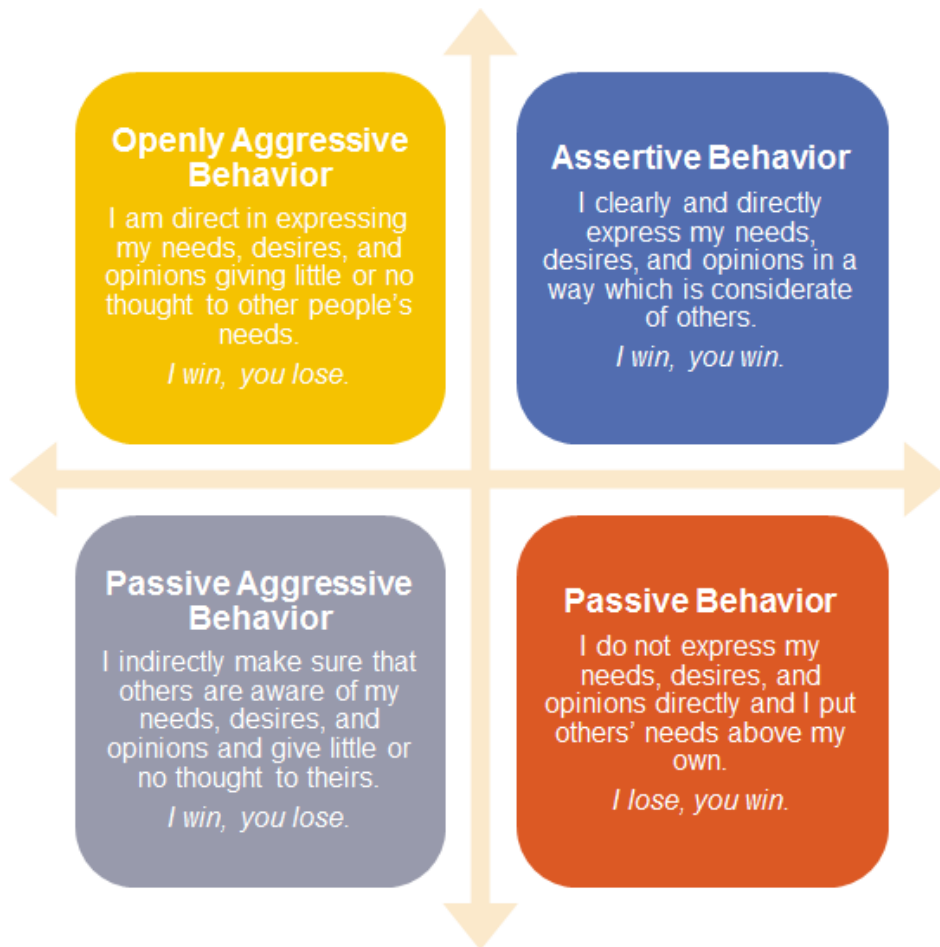 Openly Aggressive
Behavior
I am direct in expressing
my needs, desires, and
opinions giving little or no
thought to other people’s
needs.
I win, you lose.
Assertive Behavior
I clearly and directly
express my needs,
desires, and opinions in a
way which is considerate
of others.
I win, you win.
Passive Aggressive
Behavior
I indirectly make sure that
others are aware of my
needs, desires, and
opinions and give little or
no thought to theirs.
I win, you lose.
Passive Behavior
I do not express my
needs, desires, and
opinions directly and I put
others’ needs above my
own.
I lose, you win.